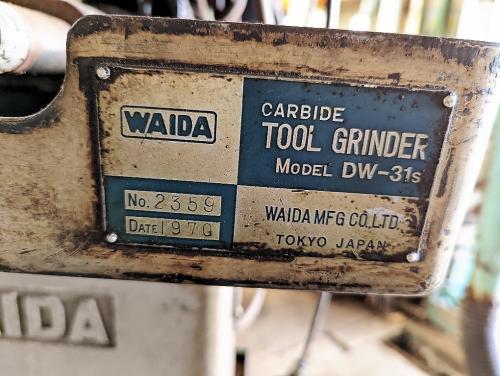 WAIDA
CARBIDE
TOOL GRINDER
MODEL DW-31s
No. 2359
DATE 1970
WAIDA MFG CO., LTD.
TOKYO JAPAN
AIDA